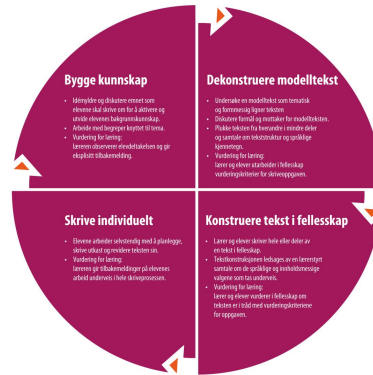 Bygge kunnskap
• Idémyldre og diskutere emnet som
elevene skal skrive om for å aktivere og
utvide elevenes bakgrunnskunnskap.
• Arbeide med begreper knyttet til tema.
• Vurdering for læring:
læreren observerer elevdeltakelsen og gir
eksplisitt tilbakemelding.
Dekonstruere modelltekst
• Undersøke en modelltekst som tematisk
og formmessig ligner teksten
• Diskutere formål og mottaker for modellteksten.
• Plukke teksten fra hverandre i mindre deler
og samtale om tekststruktur og språklige
kjennetegn.
• Vurdering for læring:
lærer og elever utarbeider i fellesskap
vurderingskriterier for skriveoppgaven.
Skrive individuelt
• Elevene arbeider selvstendig med å planlegge,
skrive utkast og revidere teksten sin.
• Vurdering for læring:
læreren gir tilbakemeldinger på elevenes
arbeid underveis i hele skriveprosessen.
Konstruere tekst i fellesskap
• Lærer og elever skriver hele eller deler av
en tekst i fellesskap.
• Tekstkonstruksjonen ledsages av en lærerstyrt
samtale om de språklige og innholdsmessige
valgene som tas underveis.
• Vurdering for læring:
lærer og elever vurderer i fellesskap om
teksten er i tråd med vurderingskriteriene
for oppgaven.